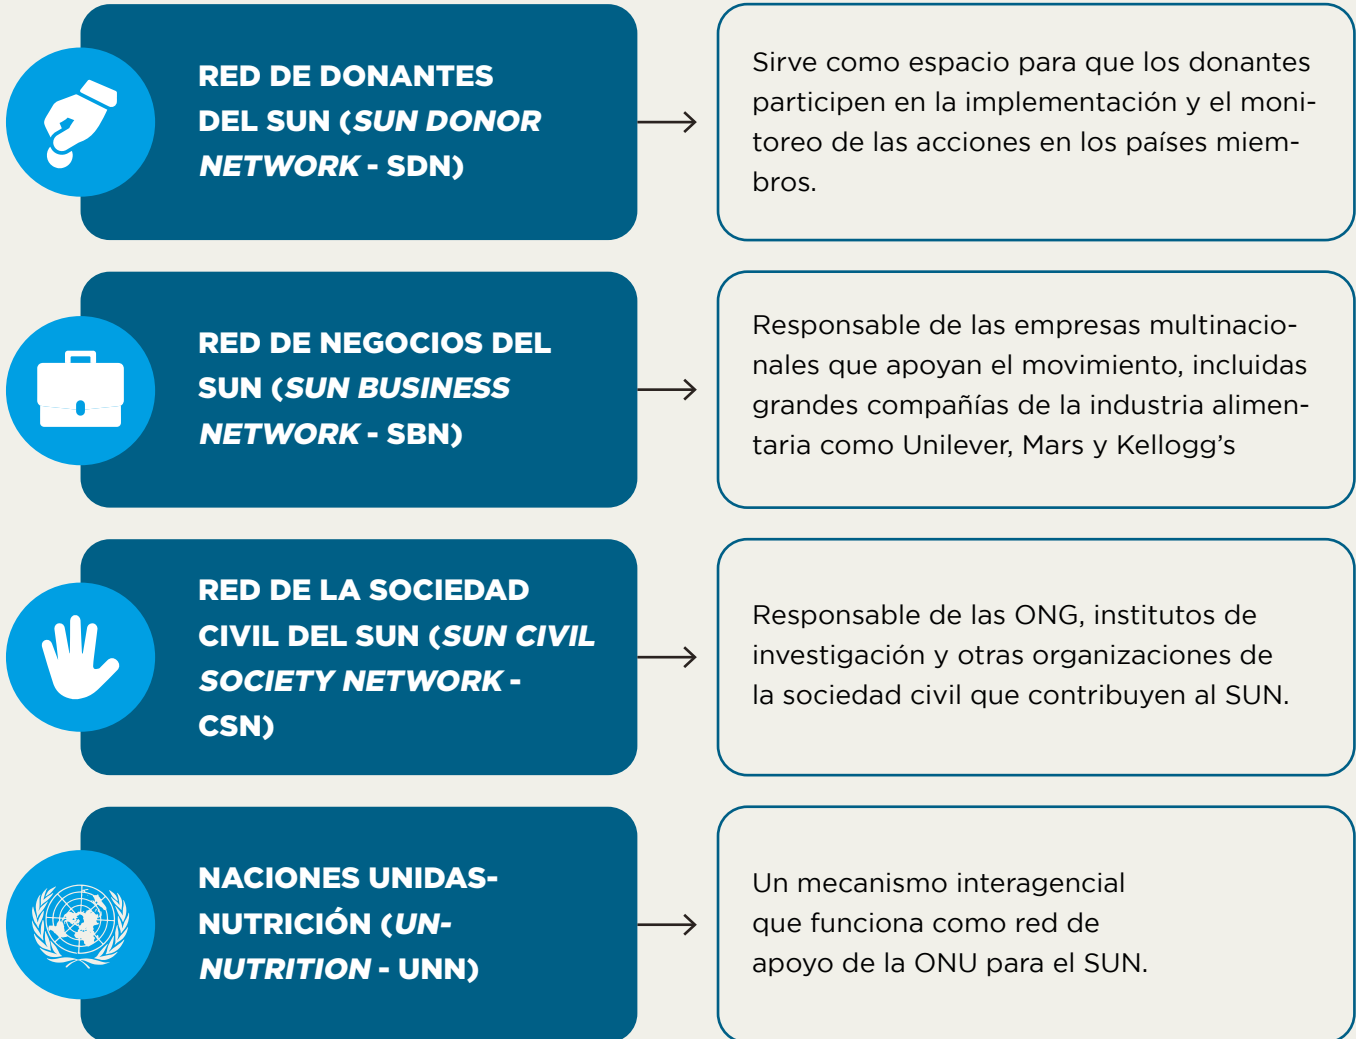 RED DE DONANTES
DEL SUN (SUN DONOR
NETWORK - SDN)
Sirve como espacio para que los donantes
participen en la implementación y el moni-
toreo de las acciones en los países miem-
bros.
RED DE NEGOCIOS DEL
SUN (SUN BUSINESS
NETWORK - SBN)
Responsable de las empresas multinacio-
nales que apoyan el movimiento, incluidas
grandes compañías de la industria alimen-
taria como Unilever, Mars y Kellogg’s
RED DE LA SOCIEDAD
CIVIL DEL SUN (SUN CIVIL
SOCIETY NETWORK -
CSN)
Responsable de las ONG, institutos de
investigación y otras organizaciones de
la sociedad civil que contribuyen al SUN.
NACIONES UNIDAS-
NUTRICIÓN (UN-
NUTRITION - UNN)
Un mecanismo interagencial
que funciona como red de
apoyo de la ONU para el SUN.